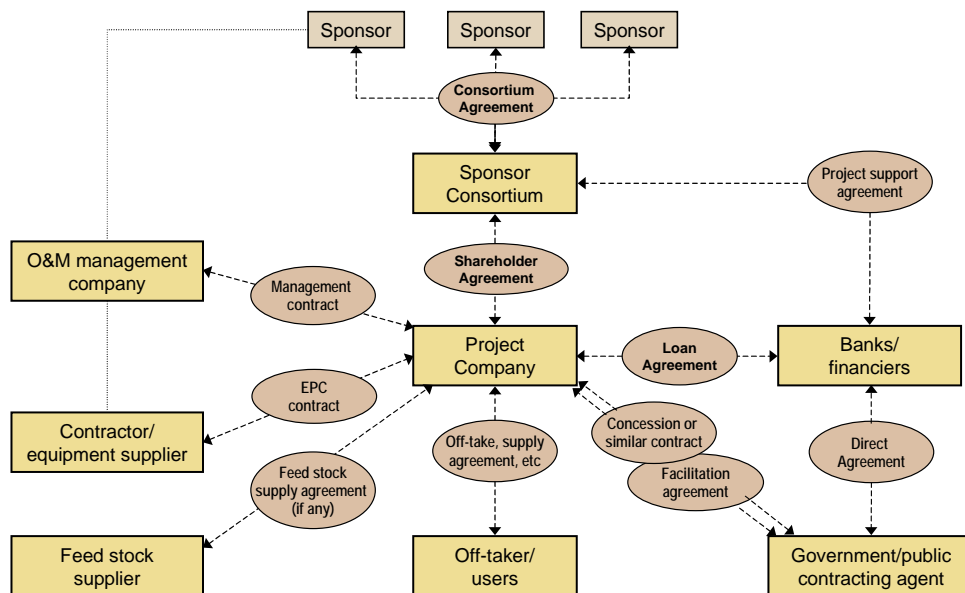 Sponsor
Sponsor
Sponsor
Consortium
Agreement
Sponsor
Consortium
Project support
agreement
O&M management
company
Shareholder
Agreement
Management
contract
Project
Company
Loan
Agreement
Banks/
financiers
EPC
contract
Contractor/
equipment supplier
Off-take, supply
agreement, etc
Concession or
similar contract
Direct
Agreement
Feed stock
supply agreement
(if any)
Facilitation
agreement
Feed stock
supplier
Off-taker/
users
Government/public
contracting agent